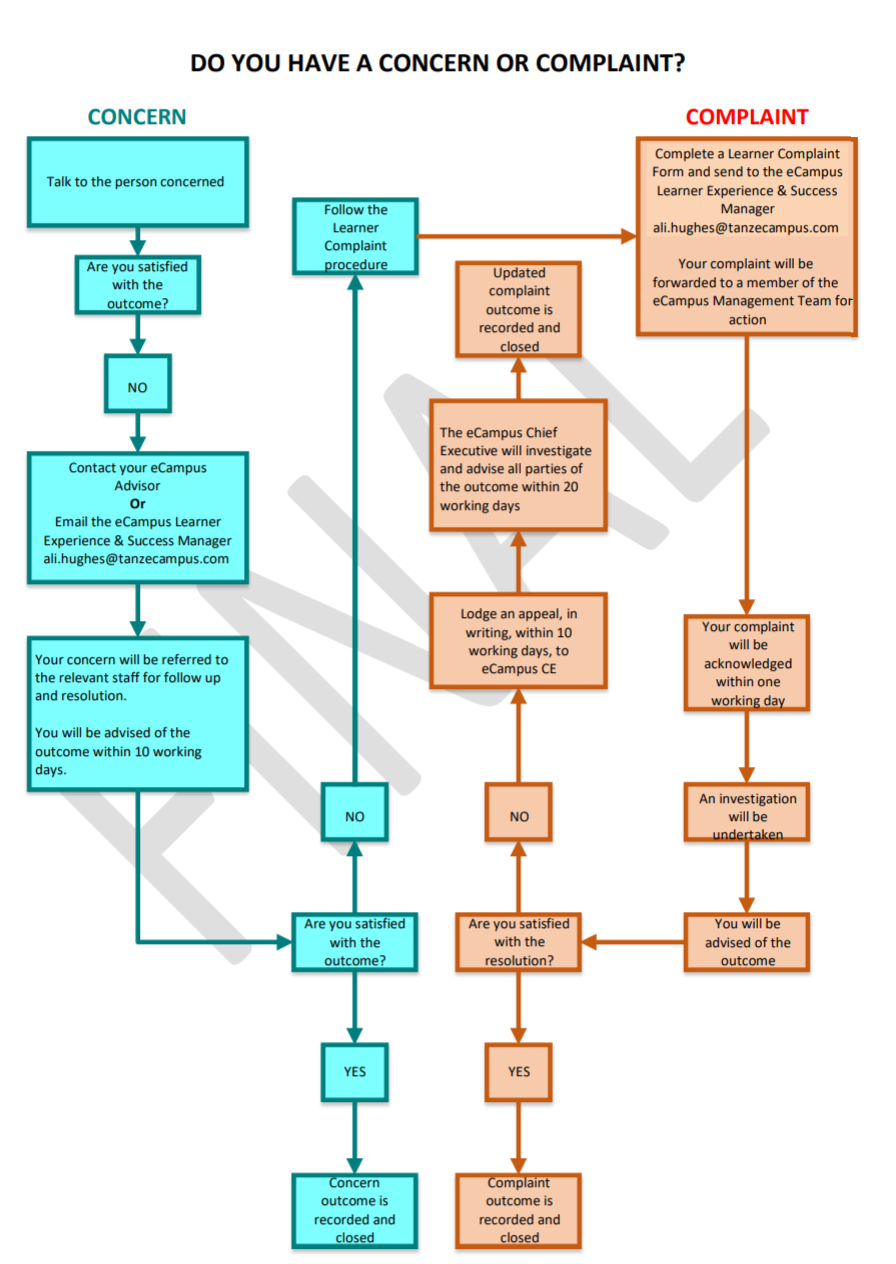 DO YOU HAVE A CONCERN OR COMPLAINT?
CONCERN
Talk to the person concerned
Are you satisfied
with the
outcome?
NO
Contact your eCampus
Advisor
Or
Email the eCampus Learner
Experience & Success Manager
ali.hughes@tanzecampus.com
Your concern will be referred to
the relevant staff for follow up
and resolution.
You will be advised of the
outcome within 10 working
days.
Are you satisfied
with the
outcome?
NO
Follow the
Learner
Complaint
procedure
YES
Concern
outcome is
recorded and
closed
COMPLAINT
Complete a Learner Complaint
Form and send to the eCampus
Learner Experience & Success
Manager
ali.hughes@tanzecampus.com
Your complaint will be
forwarded to a member of the
eCampus Management Team for
action
Your complaint
will be
acknowledged
within one
working day
An investigation
will be
undertaken
You will be
advised of the
outcome
Are you satisfied
with the
resolution?
NO
Lodge an appeal, in
writing, within 10
working days, to
eCampus CE
The eCampus Chief
Executive will investigate
and advise all parties of
the outcome within 20
working days
Updated
complaint
outcome is
recorded and
closed
YES
Complaint
outcome is
recorded and
closed
FINAL